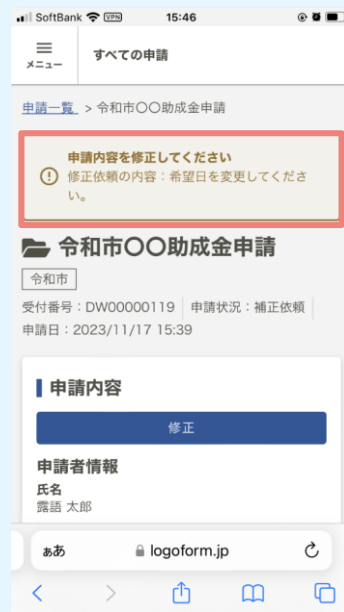 SoftBank VPN 15:46
メニュー
すべての申請
申請一覧 > 令和市〇〇助成金申請
申請内容を修正してください
修正依頼の内容：希望日を変更してくださ
い。
令和市〇〇助成金申請
令和市
受付番号：DW00000119 申請状況：補正依頼
申請日：2023/11/17 15:39
申請内容
修正
申請者情報
氏名
露語 太郎
ぁあ logoform.jp